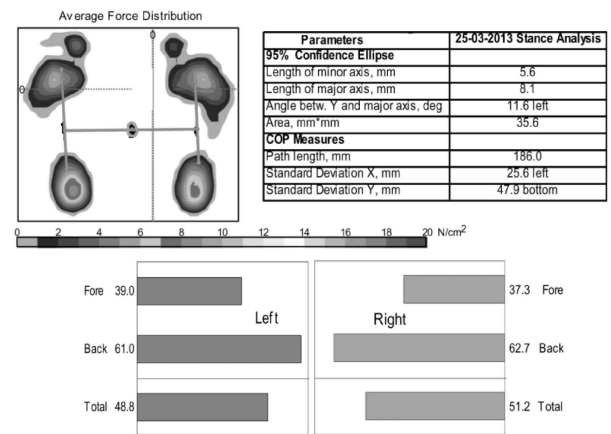 Average Force Distribution
0
0
Parameters 25-03-2013 Stance Analysis
95% Confidence Ellipse
Length of minor axis, mm 5.6
Length of major axis, mm 8.1
Angle betw. Y and major axis, deg 11.6 left
Area, mm*mm 35.6
COP Measures
Path length, mm 186.0
Standard Deviation X, mm 25.6 left
Standard Deviation Y, mm 47.9 bottom
0 2 4 6 8 10 12 14 16 18 20 N/cm²
Fore 39.0 37.3 Fore
Left Right
Back 61.0 62.7 Back
Total 48.8 51.2 Total